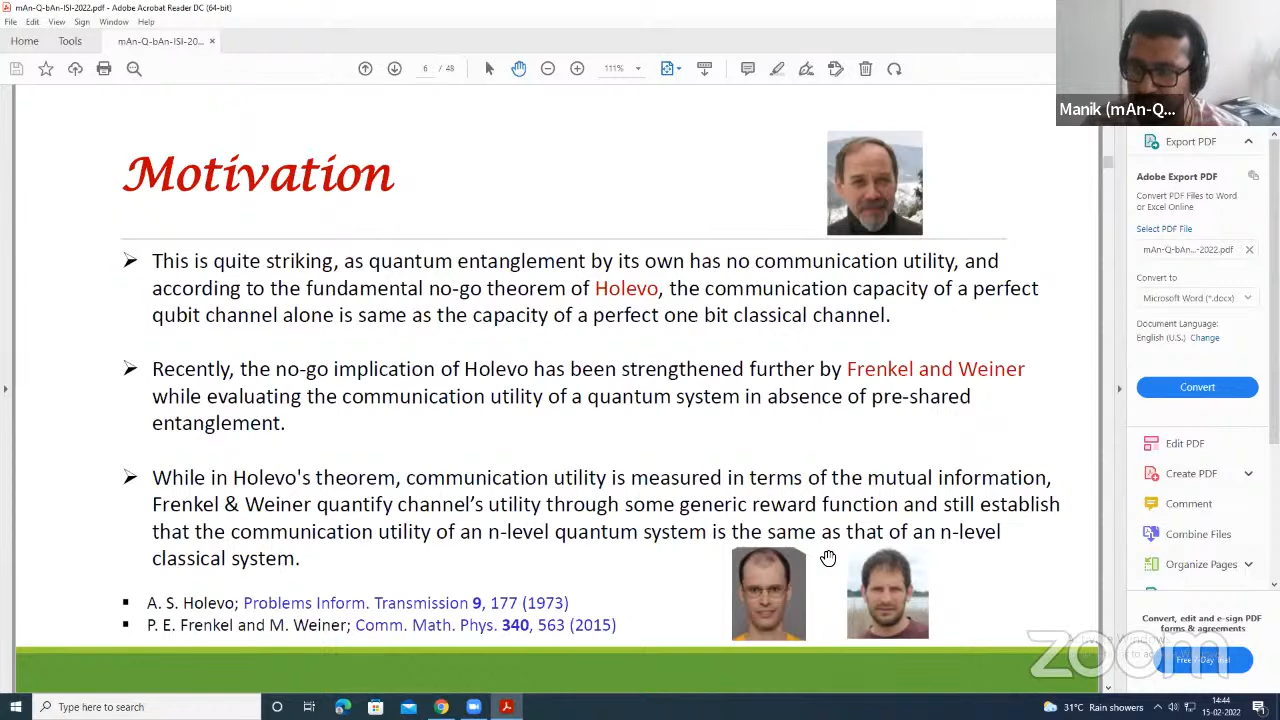 mAn-Q-bAn-ISI-2022.pdf - Adobe Acrobat Reader DC (64-bit)
File Edit View Sign Window Help
Home Tools mAn-Q-bAn-ISI-20... ×
6 / 48 111%
Manik (mAn-Q...
Motivation
This is quite striking, as quantum entanglement by its own has no communication utility, and
according to the fundamental no-go theorem of Holevo, the communication capacity of a perfect
qubit channel alone is same as the capacity of a perfect one bit classical channel.
Recently, the no-go implication of Holevo has been strengthened further by Frenkel and Weiner
while evaluating the communication utility of a quantum system in absence of pre-shared
entanglement.
While in Holevo's theorem, communication utility is measured in terms of the mutual information,
Frenkel & Weiner quantify channel's utility through some generic reward function and still establish
that the communication utility of an n-level quantum system is the same as that of an n-level
classical system.
A. S. Holevo; Problems Inform. Transmission 9, 177 (1973)
P. E. Frenkel and M. Weiner; Comm. Math. Phys. 340, 563 (2015)
Export PDF
Adobe Export PDF
Convert PDF Files to Word
or Excel Online
Select PDF File
mAn-Q-bAn...-2022.pdf
Convert to
Microsoft Word (*.docx)
Document Language:
English (U.S.) Change
Convert
Edit PDF
Create PDF
Comment
Combine Files
Organize Pages
Convert, edit and e-sign PDF
forms & agreements
Free 7-Day Trial
zoom
Type here to search
31°C Rain showers
14:44
15-02-2022